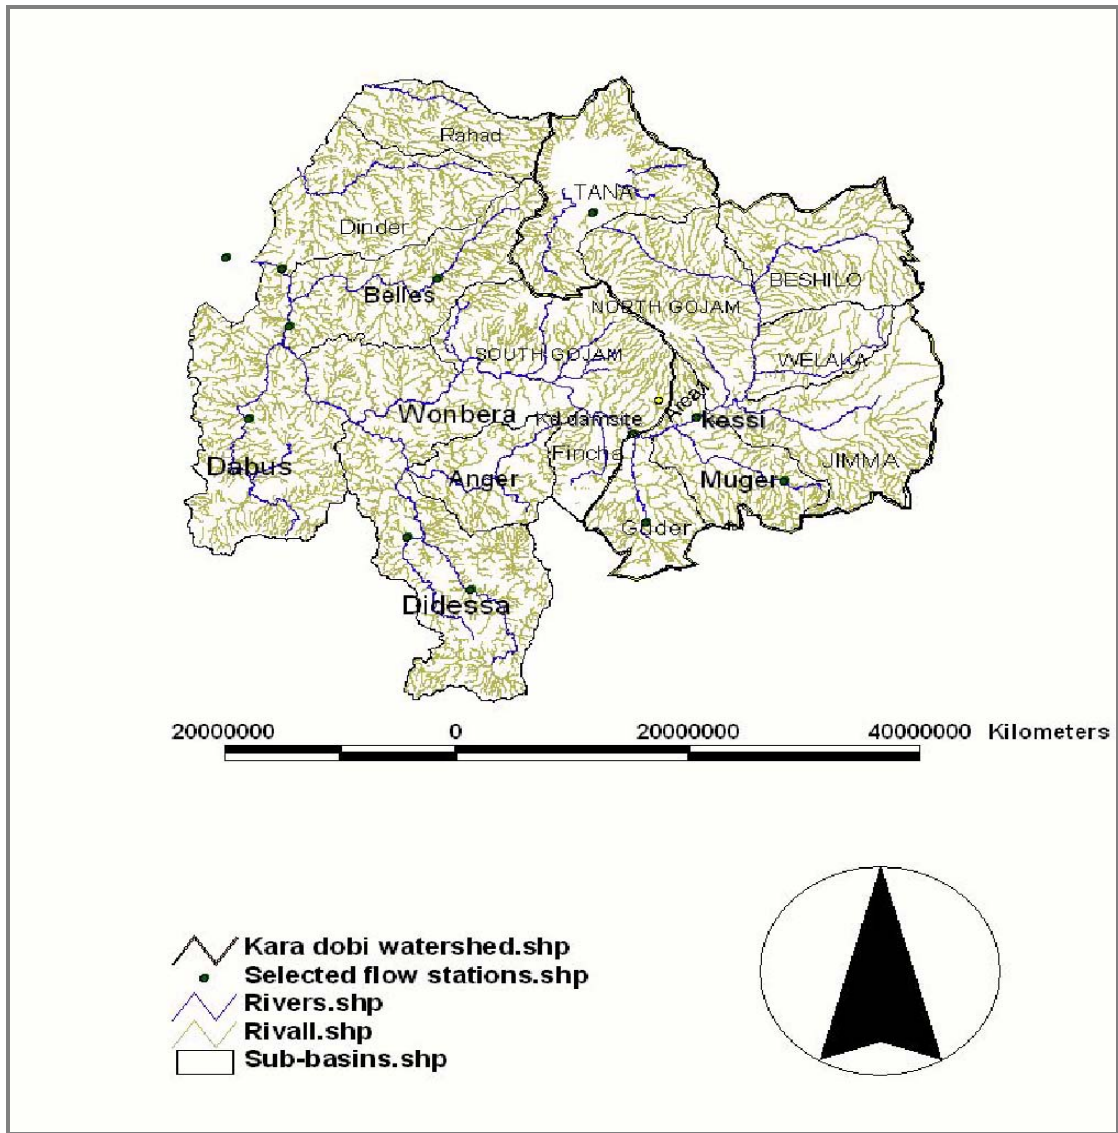 Rahad
TANA
Dinder
BESHILO
Belles
NORTH GOJAM
SOUTH GOJAM
WELAKA
Area1
Wonbera
Kd damsite
kessi
Fincha
JIMMA
Dabus
Anger
Muger
Guder
Didessa
20000000 0 20000000 40000000 Kilometers
Kara dobi watershed.shp
Selected flow stations.shp
Rivers.shp
Rivall.shp
Sub-basins.shp